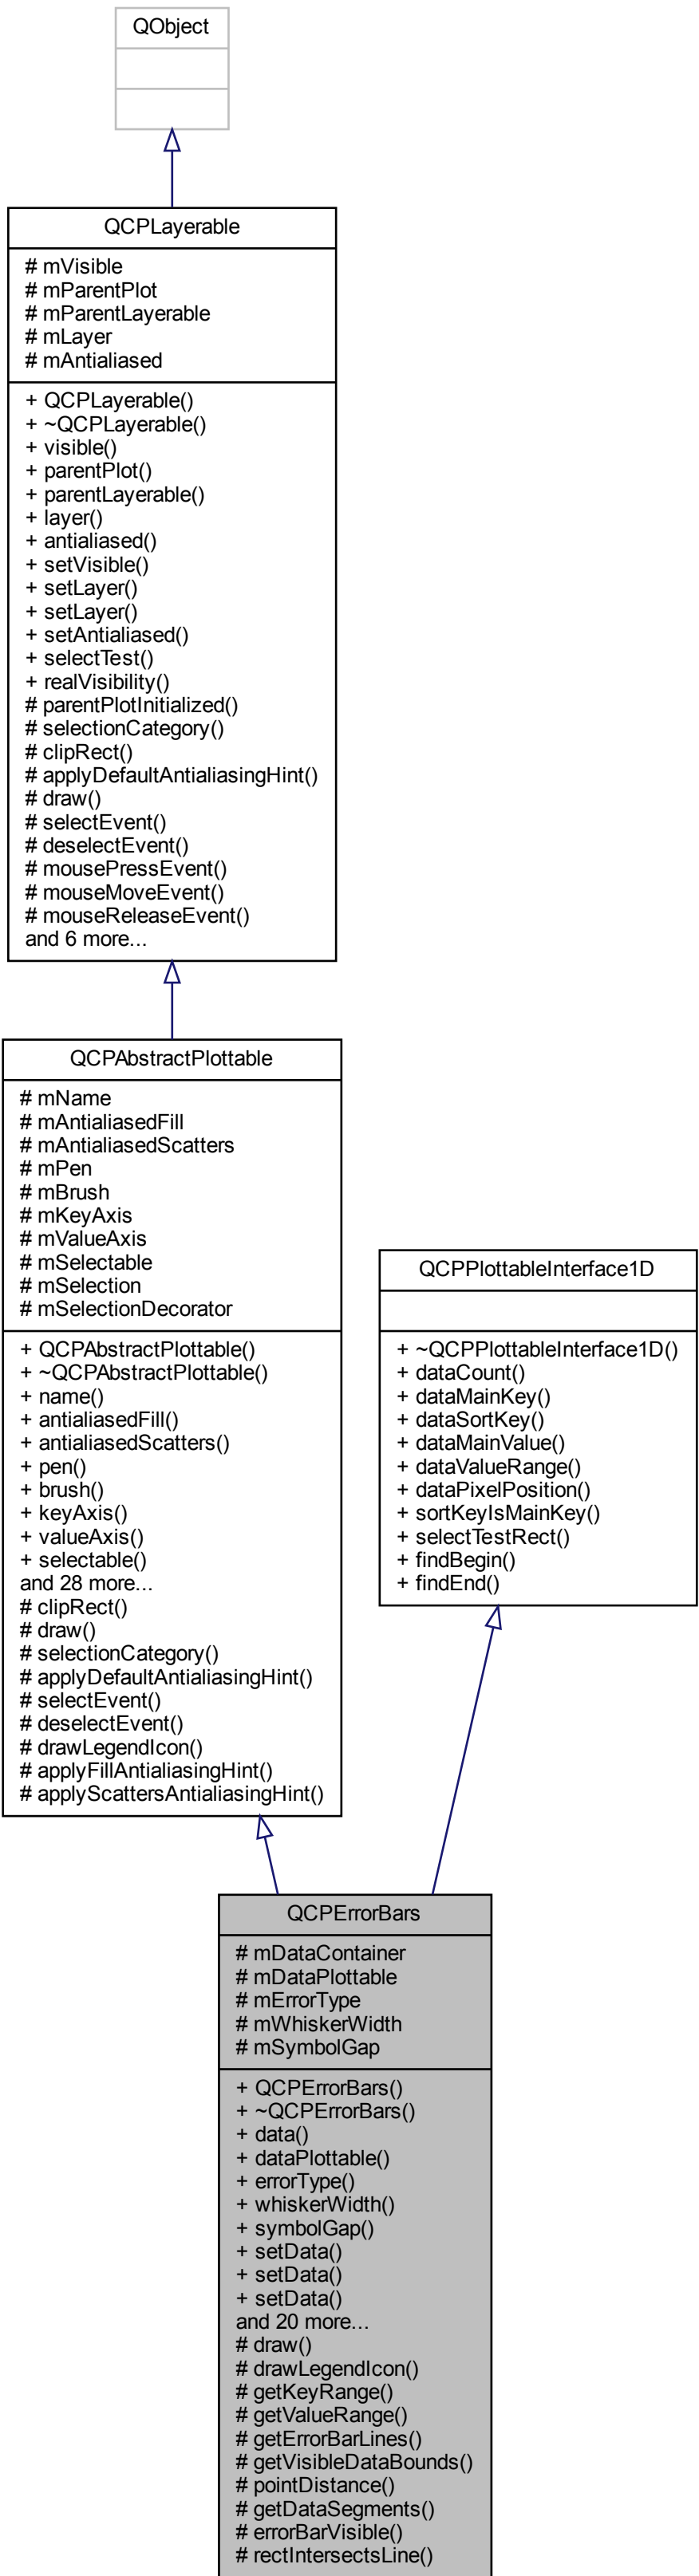 QObject
QCPLayerable
# mVisible
# mParentPlot
# mParentLayerable
# mLayer
# mAntialiased
+ QCPLayerable()
+ ~QCPLayerable()
+ visible()
+ parentPlot()
+ parentLayerable()
+ layer()
+ antialiased()
+ setVisible()
+ setLayer()
+ setLayer()
+ setAntialiased()
+ selectTest()
+ realVisibility()
# parentPlotInitialized()
# selectionCategory()
# clipRect()
# applyDefaultAntialiasingHint()
# draw()
# selectEvent()
# deselectEvent()
# mousePressEvent()
# mouseMoveEvent()
# mouseReleaseEvent()
and 6 more...
QCPAbstractPlottable
# mName
# mAntialiasedFill
# mAntialiasedScatters
# mPen
# mBrush
# mKeyAxis
# mValueAxis
# mSelectable
# mSelection
# mSelectionDecorator
+ QCPAbstractPlottable()
+ ~QCPAbstractPlottable()
+ name()
+ antialiasedFill()
+ antialiasedScatters()
+ pen()
+ brush()
+ keyAxis()
+ valueAxis()
+ selectable()
and 28 more...
# clipRect()
# draw()
# selectionCategory()
# applyDefaultAntialiasingHint()
# selectEvent()
# deselectEvent()
# drawLegendIcon()
# applyFillAntialiasingHint()
# applyScattersAntialiasingHint()
QCPPlottableInterface1D
+ ~QCPPlottableInterface1D()
+ dataCount()
+ dataMainKey()
+ dataSortKey()
+ dataMainValue()
+ dataValueRange()
+ dataPixelPosition()
+ sortKeyIsMainKey()
+ selectTestRect()
+ findBegin()
+ findEnd()
QCPErrorBars
# mDataContainer
# mDataPlottable
# mErrorType
# mWhiskerWidth
# mSymbolGap
+ QCPErrorBars()
+ ~QCPErrorBars()
+ data()
+ dataPlottable()
+ errorType()
+ whiskerWidth()
+ symbolGap()
+ setData()
+ setData()
+ setData()
and 20 more...
# draw()
# drawLegendIcon()
# getKeyRange()
# getValueRange()
# getErrorBarLines()
# getVisibleDataBounds()
# pointDistance()
# getDataSegments()
# errorBarVisible()
# rectIntersectsLine()